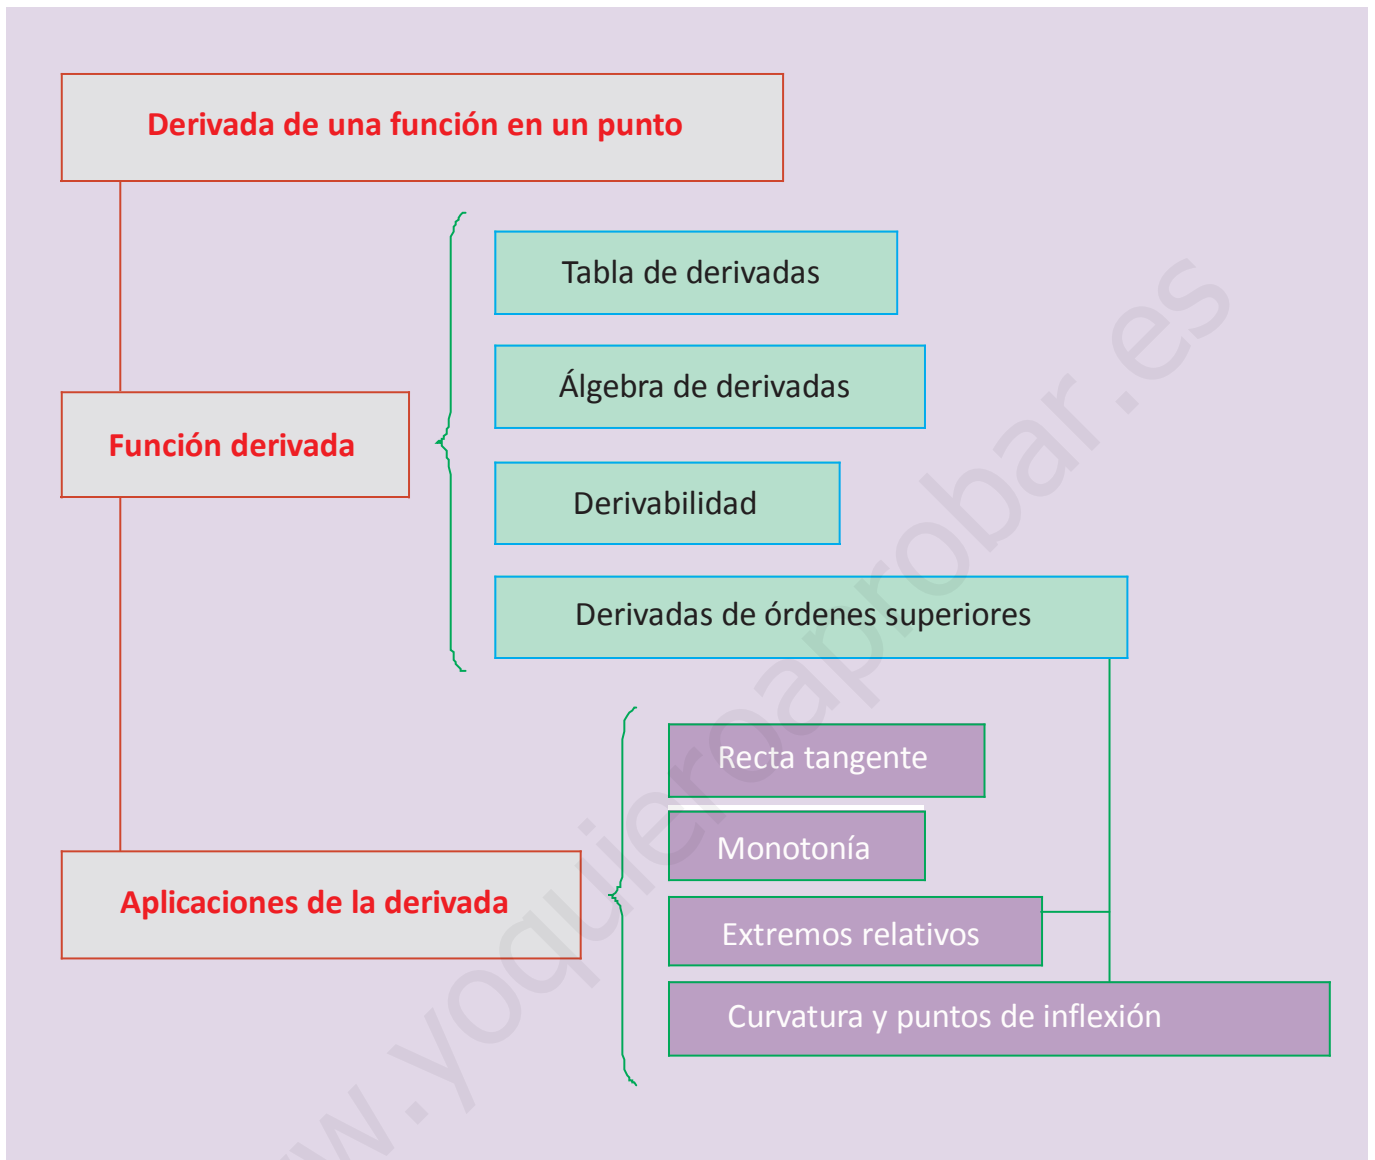 Derivada de una función en un punto
Tabla de derivadas
Álgebra de derivadas
Función derivada
Derivabilidad
Derivadas de órdenes superiores
Recta tangente
Monotonía
Aplicaciones de la derivada
Extremos relativos
Curvatura y puntos de inflexión
w.yoquieroaprobar.es